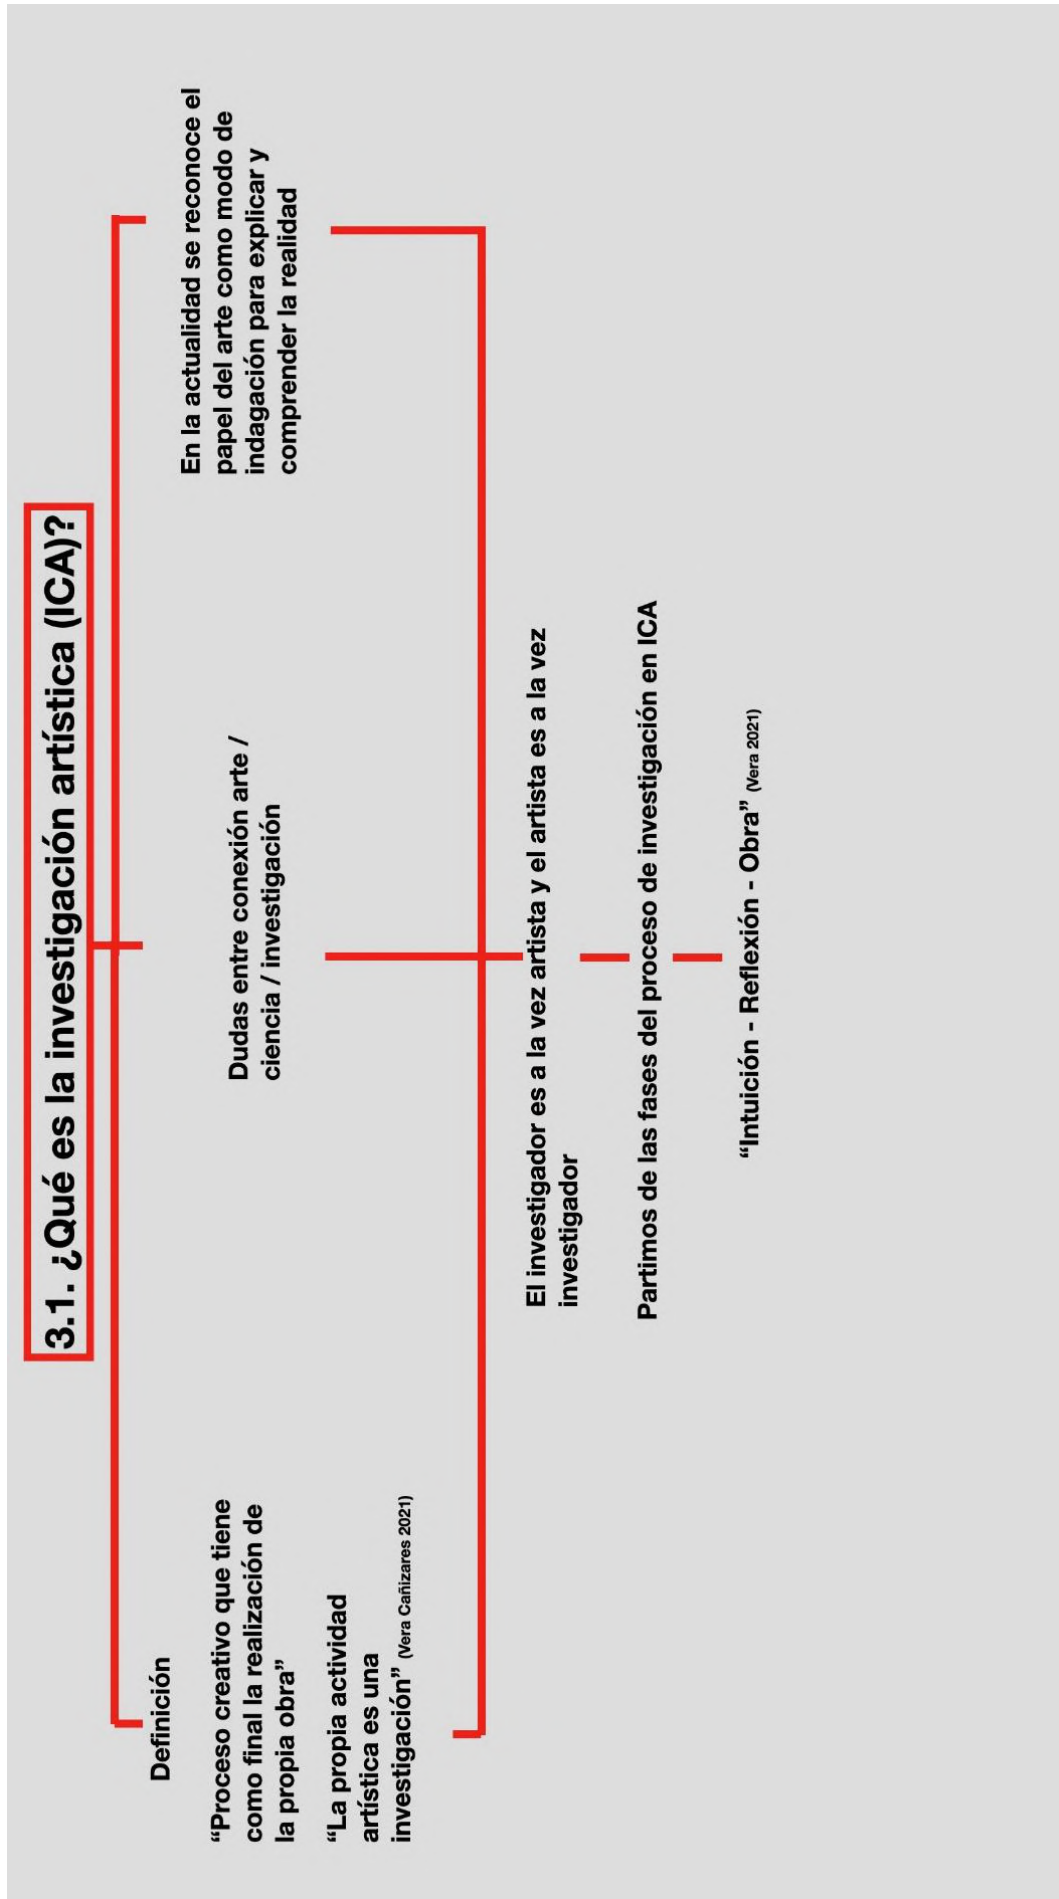 3.1. ¿Qué es la investigación artística (ICA)?
Definición
“Proceso creativo que tiene
como final la realización de
la propia obra”
“La propia actividad
artística es una
investigación” (Vera Cañizares 2021)
Dudas entre conexión arte /
ciencia / investigación
En la actualidad se reconoce el
papel del arte como modo de
indagación para explicar y
comprender la realidad
El investigador es a la vez artista y el artista es a la vez
investigador
Partimos de las fases del proceso de investigación en ICA
“Intuición - Reflexión - Obra” (Vera 2021)